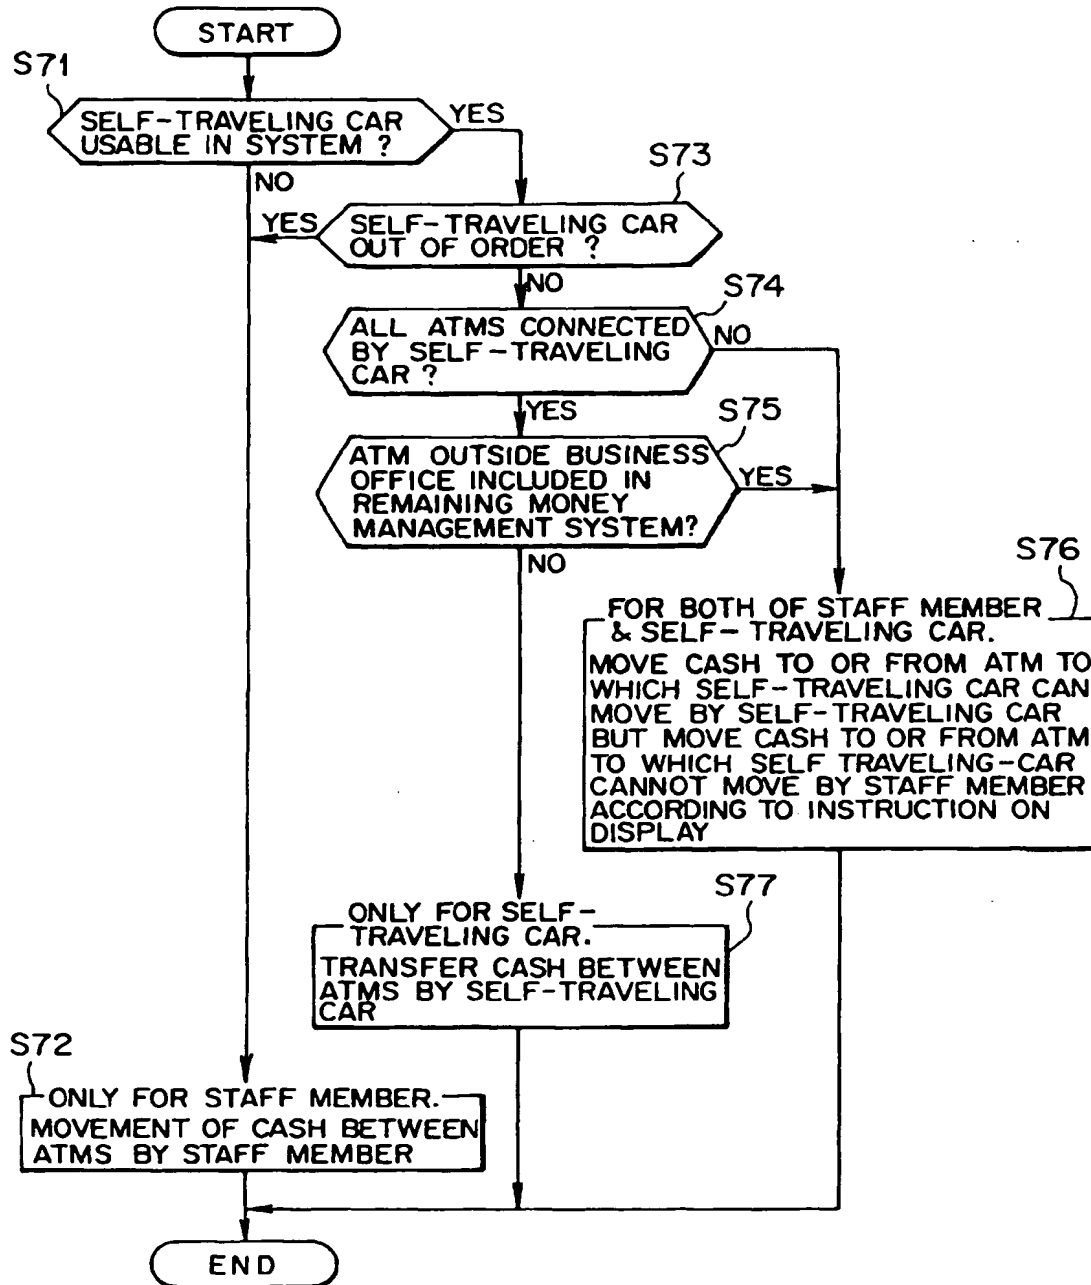 START
S71
SELF-TRAVELING CAR
USABLE IN SYSTEM ?
YES
NO
S73
SELF-TRAVELING CAR
OUT OF ORDER ?
YES
NO
S74
ALL ATMS CONNECTED
BY SELF-TRAVELING
CAR ?
NO
YES
S75
ATM OUTSIDE BUSINESS
OFFICE INCLUDED IN
REMAINING MONEY
MANAGEMENT SYSTEM?
YES
NO
S76
FOR BOTH OF STAFF MEMBER
& SELF- TRAVELING CAR.
MOVE CASH TO OR FROM ATM TO
WHICH SELF-TRAVELING CAR CAN
MOVE BY SELF-TRAVELING CAR
BUT MOVE CASH TO OR FROM ATM
TO WHICH SELF TRAVELING-CAR
CANNOT MOVE BY STAFF MEMBER
ACCORDING TO INSTRUCTION ON
DISPLAY
S77
ONLY FOR SELF-
TRAVELING CAR.
TRANSFER CASH BETWEEN
ATMS BY SELF-TRAVELING
CAR
S72
ONLY FOR STAFF MEMBER.
MOVEMENT OF CASH BETWEEN
ATMS BY STAFF MEMBER
END